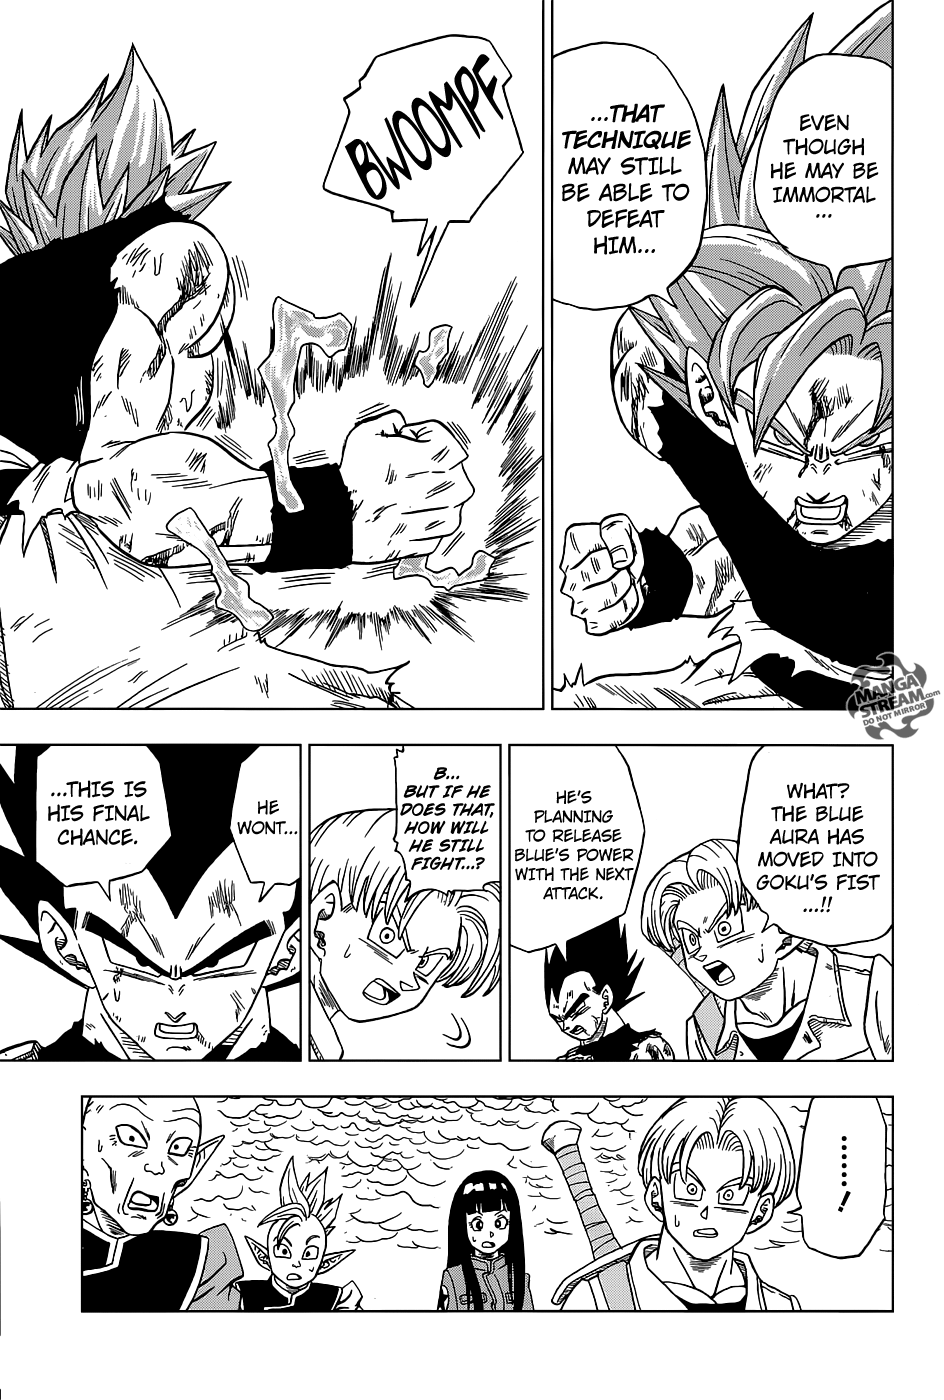 EVEN
THOUGH
HE MAY BE
IMMORTAL
...
...THAT
TECHNIQUE
MAY STILL
BE ABLE TO
DEFEAT
HIM...
BWOOMPF
MANGA
STREAM.com
DO NOT MIRROR
WHAT?
THE BLUE
AURA HAS
MOVED INTO
GOKU'S FIST
...!!
HE'S
PLANNING
TO RELEASE
BLUE'S POWER
WITH THE NEXT
ATTACK.
B...
BUT IF HE
DOES THAT,
HOW WILL
HE STILL
FIGHT...?
HE
WONT...
...THIS IS
HIS FINAL
CHANCE.
......!